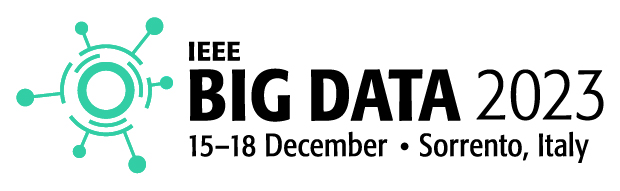 IEEE
BIG DATA 2023
15–18 December • Sorrento, Italy